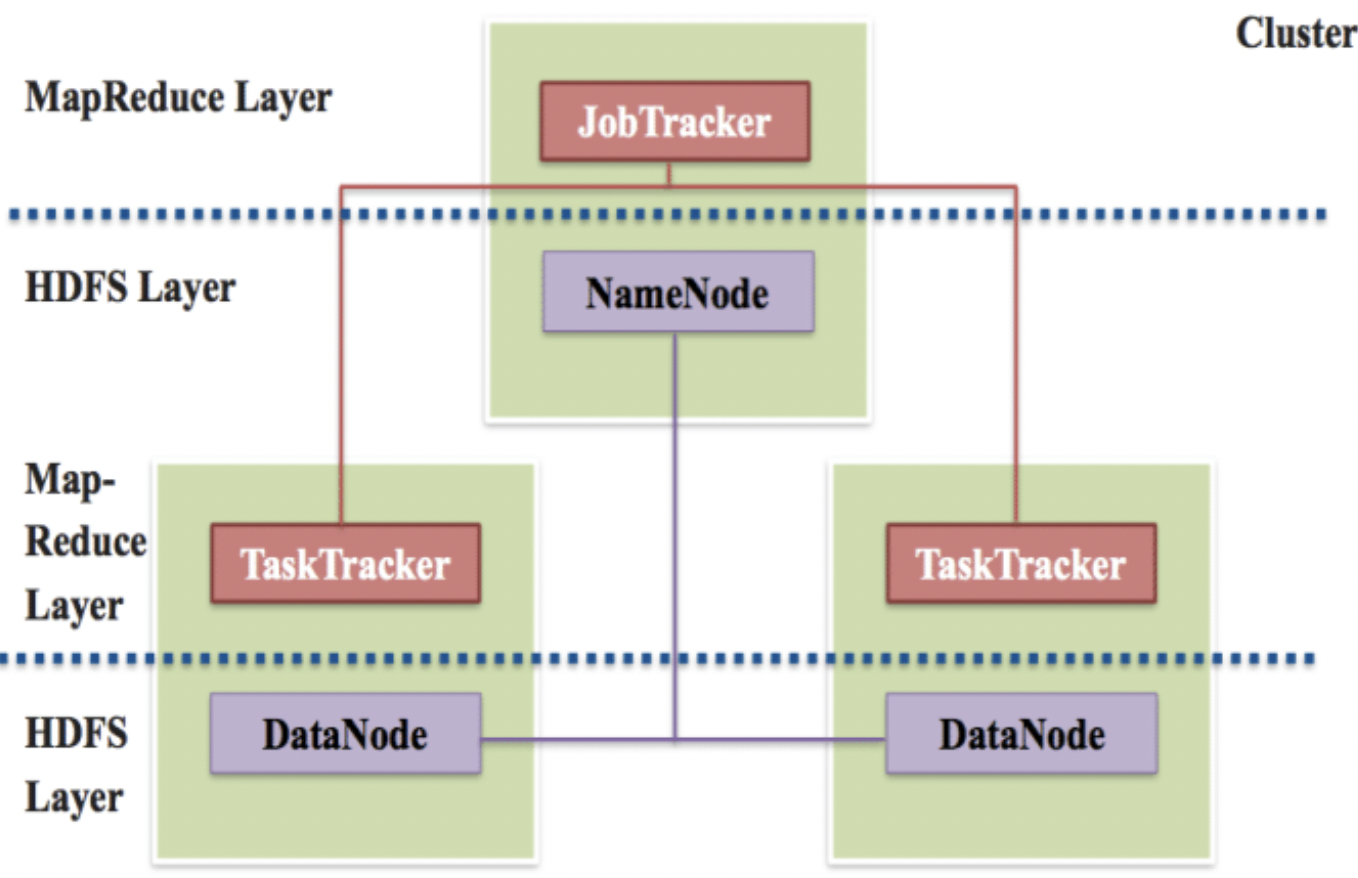 Cluster
MapReduce Layer
JobTracker
HDFS Layer
NameNode
Map-
Reduce
Layer
TaskTracker
TaskTracker
HDFS
Layer
DataNode
DataNode